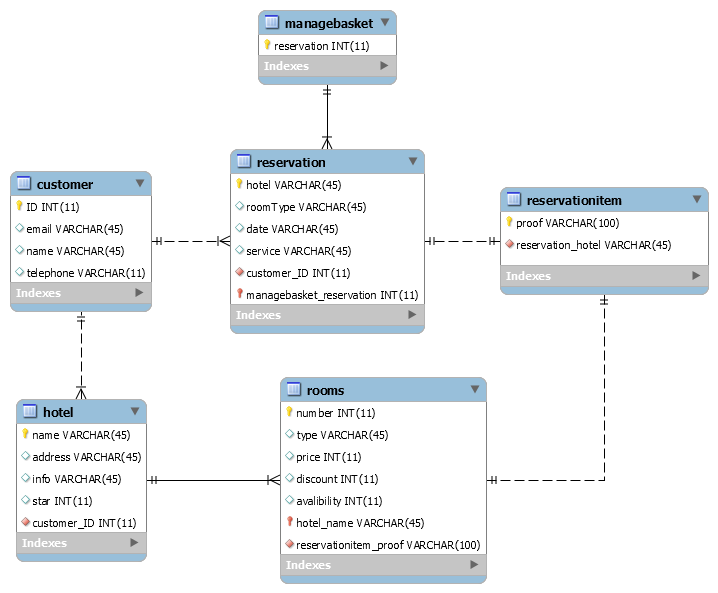 managebasket
reservation INT(11)
Indexes
customer
ID INT(11)
email VARCHAR(45)
name VARCHAR(45)
telephone VARCHAR(11)
Indexes
reservation
hotel VARCHAR(45)
roomType VARCHAR(45)
date VARCHAR(45)
service VARCHAR(45)
customer_ID INT(11)
managebasket_reservation INT(11)
Indexes
reservationitem
proof VARCHAR(100)
reservation_hotel VARCHAR(45)
Indexes
hotel
name VARCHAR(45)
address VARCHAR(45)
info VARCHAR(45)
star INT(11)
customer_ID INT(11)
Indexes
rooms
number INT(11)
type VARCHAR(45)
price INT(11)
discount INT(11)
avalibility INT(11)
hotel_name VARCHAR(45)
reservationitem_proof VARCHAR(100)
Indexes